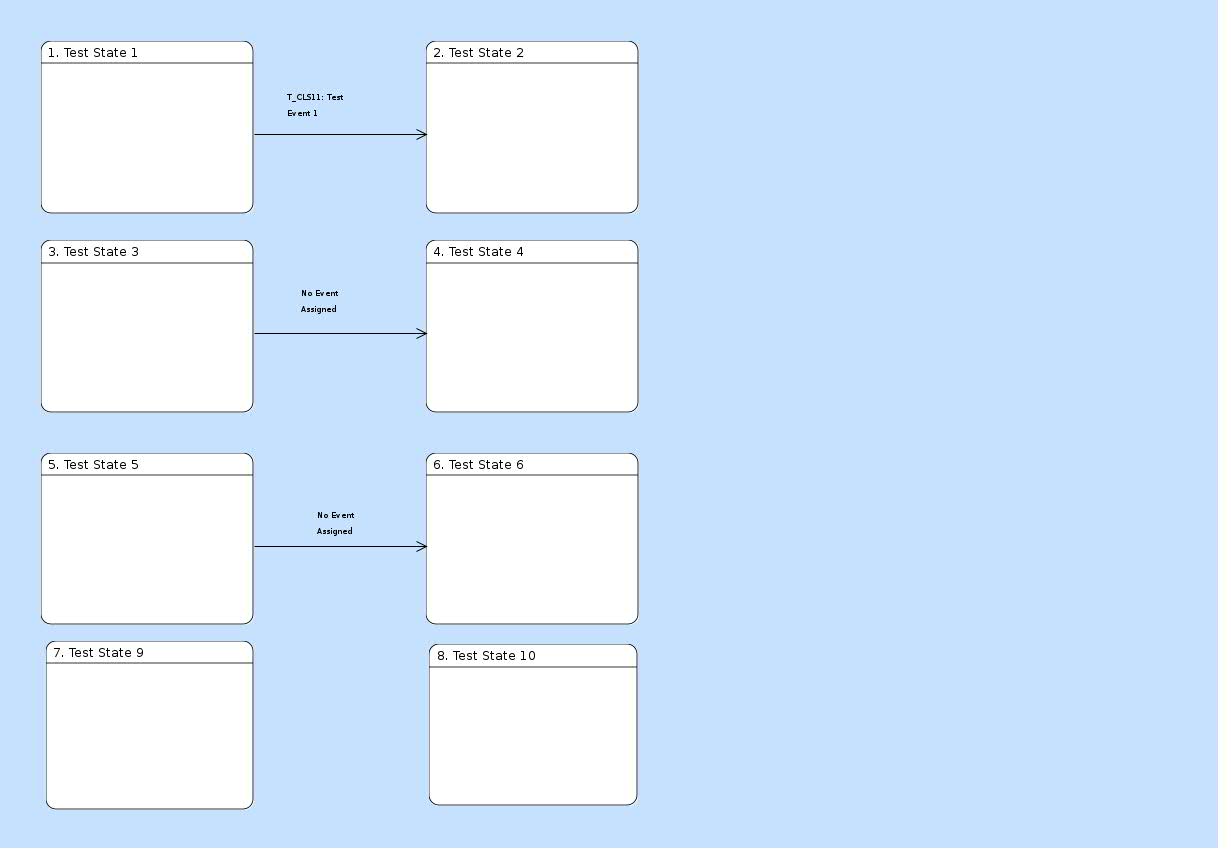 1. Test State 1
2. Test State 2
T_CLS11: Test
Event 1
3. Test State 3
4. Test State 4
No Event
Assigned
5. Test State 5
6. Test State 6
No Event
Assigned
7. Test State 9
8. Test State 10